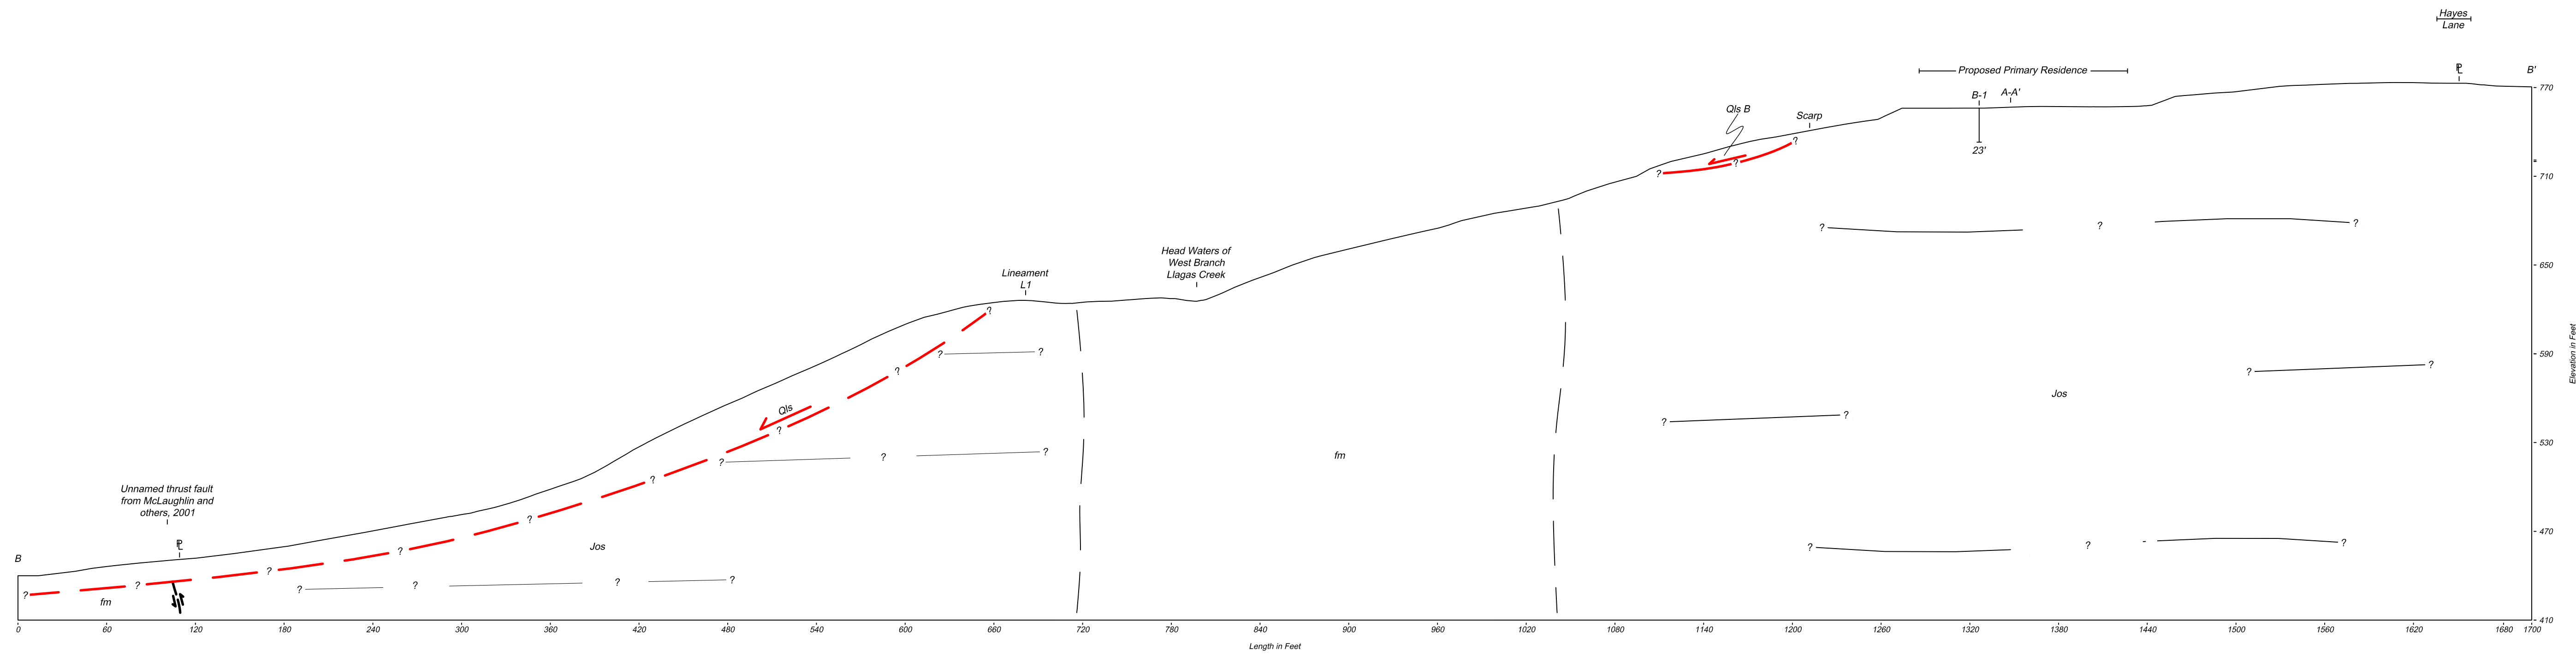 Hayes
Lane
Proposed Primary Residence
PL
B'
B-1
A-A'
23'
Qls B
Scarp
?
?
?
770
710
650
590
530
470
410
Elevation in Feet
?
?
?
?
?
Jos
?
?
?
?
?
Head Waters of
West Branch
Llagas Creek
Lineament
L1
fm
?
?
?
?
Qls
?
?
?
?
?
?
?
?
?
?
Jos
Unnamed thrust fault
from McLaughlin and
others, 2001
PL
B
?
?
fm
?
?
?
?
0
60
120
180
240
300
360
420
480
540
600
660
720
780
840
900
960
1020
1080
1140
1200
1260
1320
1380
1440
1500
1560
1620
1680
1700
Length in Feet